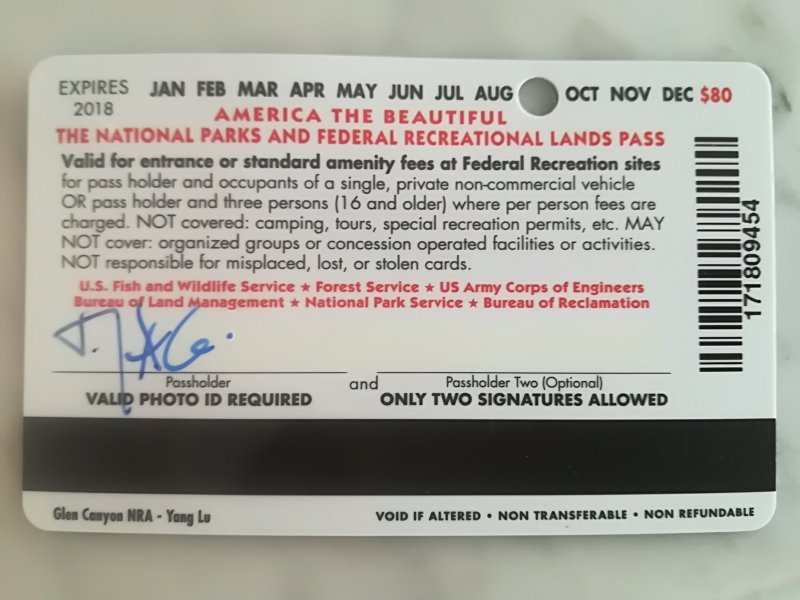 EXPIRES JAN FEB MAR APR MAY JUN JUL AUG OCT NOV DEC $80
2018
AMERICA THE BEAUTIFUL
THE NATIONAL PARKS AND FEDERAL RECREATIONAL LANDS PASS
Valid for entrance or standard amenity fees at Federal Recreation sites
for pass holder and occupants of a single, private non-commercial vehicle
OR pass holder and three persons (16 and older) where per person fees are
charged. NOT covered: camping, tours, special recreation permits, etc. MAY
NOT cover: organized groups or concession operated facilities or activities.
NOT responsible for misplaced, lost, or stolen cards.
U.S. Fish and Wildlife Service ★ Forest Service ★ US Army Corps of Engineers
Bureau of Land Management ★ National Park Service ★ Bureau of Reclamation
171809454
Passholder and Passholder Two (Optional)
VALID PHOTO ID REQUIRED ONLY TWO SIGNATURES ALLOWED
Glen Canyon NRA - Yang Lu VOID IF ALTERED • NON TRANSFERABLE • NON REFUNDABLE